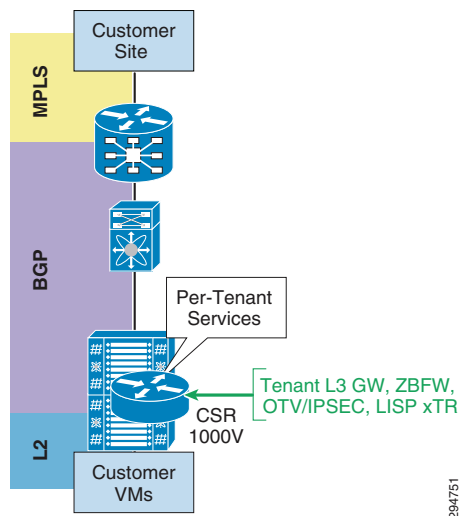 Customer
Site
MPLS
BGP
Per-Tenant
Services
Tenant L3 GW, ZBFW,
OTV/IPSEC, LISP xTR
CSR
1000V
L2
Customer
VMs
294751